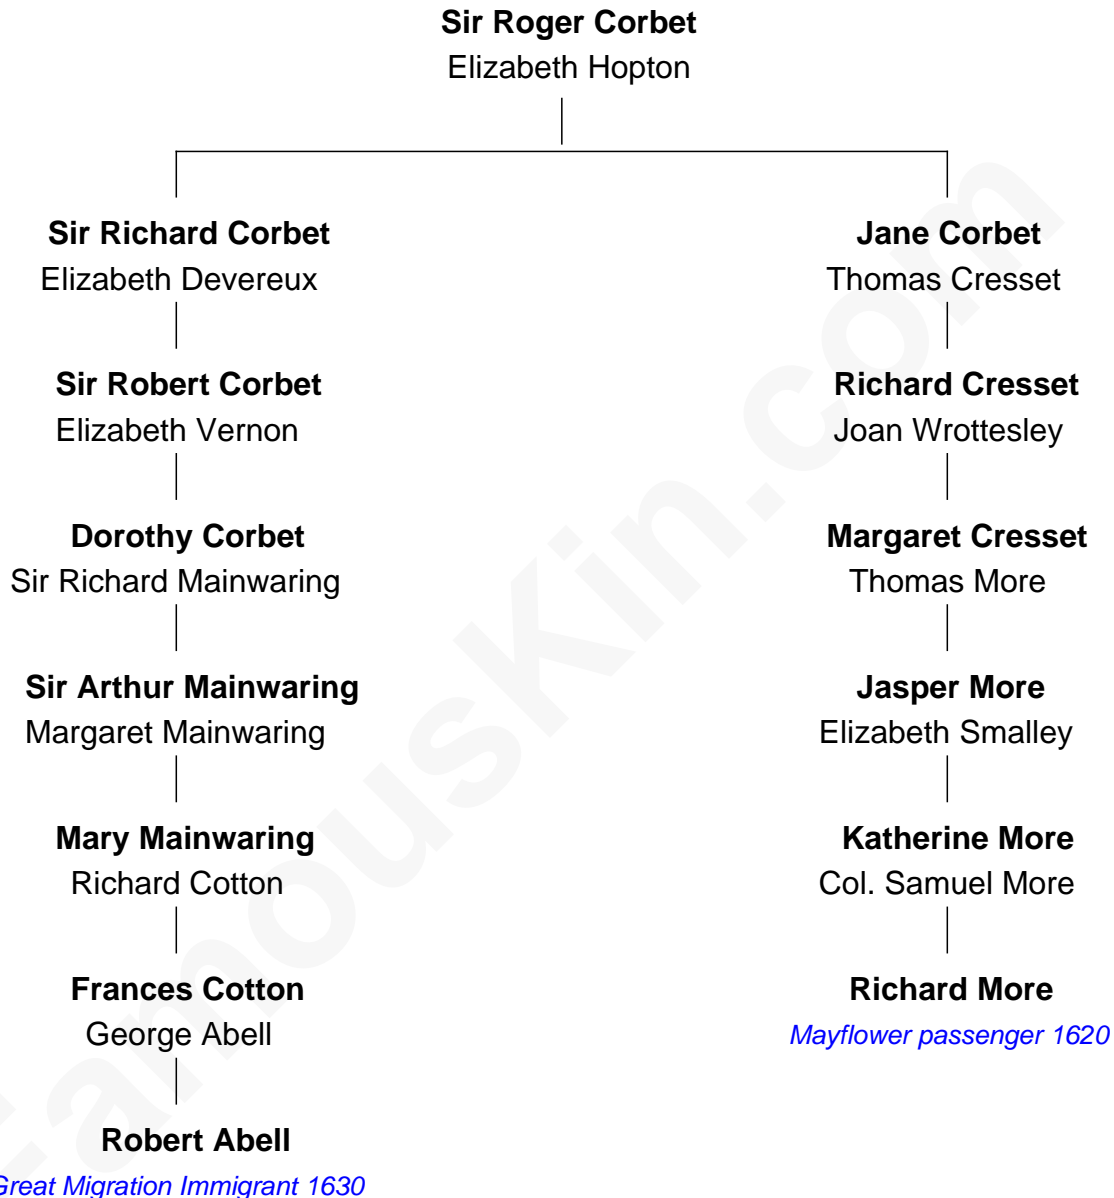 Sir Roger Corbet
Elizabeth Hopton
Sir Richard Corbet
Elizabeth Devereux
Jane Corbet
Thomas Cresset
Sir Robert Corbet
Elizabeth Vernon
Richard Cresset
Joan Wrottesley
Dorothy Corbet
Sir Richard Mainwaring
Margaret Cresset
Thomas More
Sir Arthur Mainwaring
Margaret Mainwaring
Jasper More
Elizabeth Smalley
Mary Mainwaring
Richard Cotton
Katherine More
Col. Samuel More
Frances Cotton
George Abell
Richard More
Mayflower passenger 1620
Robert Abell
Great Migration Immigrant 1630
FamousKin.com